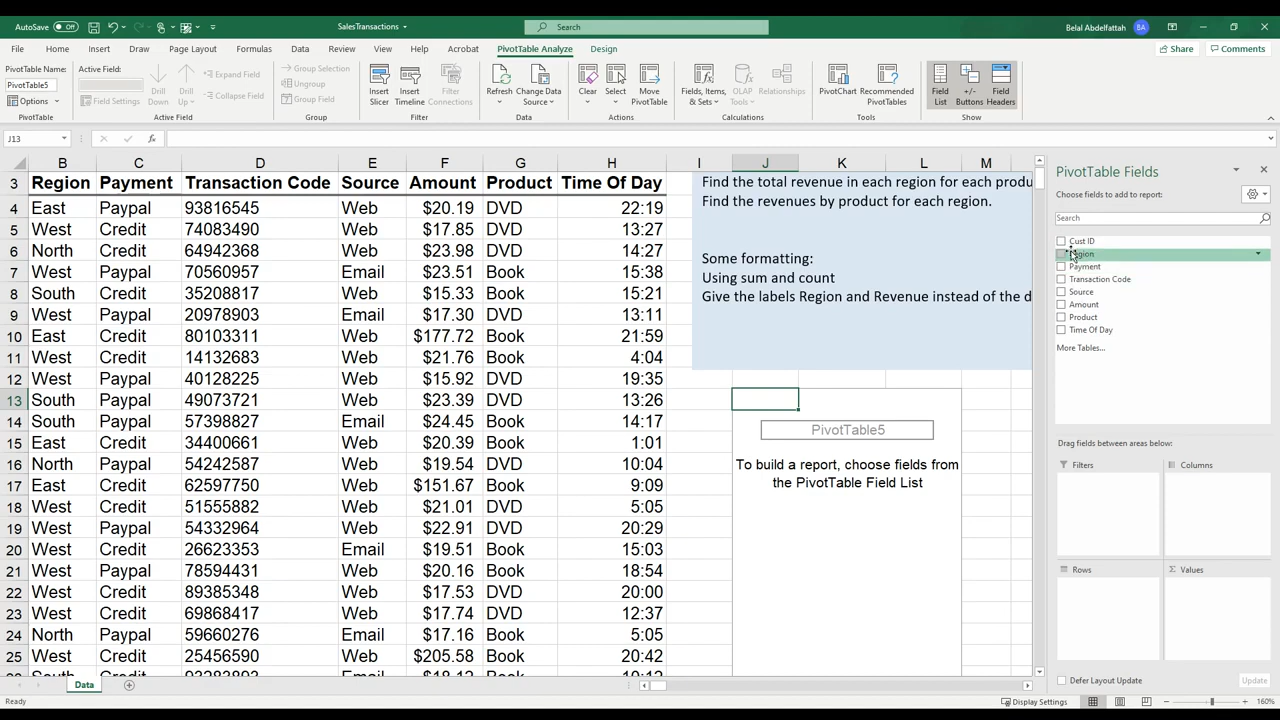 AutoSave Off SalesTransactions Search Belal Abdelfattah BA
File Home Insert Draw Page Layout Formulas Data Review View Help Acrobat PivotTable Analyze Design Share Comments
PivotTable Name:
PivotTable5
Options
PivotTable
Active Field:
Field Settings
Drill Down
Drill Up
Expand Field
Collapse Field
Active Field
Group Selection
Ungroup
Group Field
Group
Insert Slicer
Insert Timeline
Filter Connections
Filter
Refresh
Change Data Source
Data
Clear
Select
Move PivotTable
Actions
Fields, Items, & Sets
OLAP Tools
Relationships
Calculations
PivotChart
Recommended PivotTables
Tools
Field List
+/- Buttons
Field Headers
Show
J13 fx
B C D E F G H I J K L M
3 Region Payment Transaction Code Source Amount Product Time Of Day
4 East Paypal 93816545 Web $20.19 DVD 22:19
5 West Credit 74083490 Web $17.85 DVD 13:27
6 North Credit 64942368 Web $23.98 DVD 14:27
7 West Paypal 70560957 Email $23.51 Book 15:38
8 South Credit 35208817 Web $15.33 Book 15:21
9 West Paypal 20978903 Email $17.30 DVD 13:11
10 East Credit 80103311 Web $177.72 Book 21:59
11 West Credit 14132683 Web $21.76 Book 4:04
12 West Paypal 40128225 Web $15.92 DVD 19:35
13 South Paypal 49073721 Web $23.39 DVD 13:26
14 South Paypal 57398827 Email $24.45 Book 14:17
15 East Credit 34400661 Web $20.39 DVD 1:01
16 North Paypal 54242587 Web $19.54 DVD 10:04
17 East Credit 62597750 Web $151.67 Book 9:09
18 West Credit 51555882 Web $21.01 DVD 5:05
19 West Paypal 54332964 Web $22.91 DVD 20:29
20 West Credit 26623353 Email $19.51 Book 15:03
21 West Paypal 78594431 Web $20.16 Book 18:54
22 West Credit 89385348 Web $17.53 DVD 20:00
23 West Credit 69868417 Web $17.74 DVD 12:37
24 North Paypal 59660276 Email $17.16 Book 5:05
25 West Credit 25456590 Web $205.58 Book 20:42
Find the total revenue in each region for each produ
Find the revenues by product for each region.
Some formatting:
Using sum and count
Give the labels Region and Revenue instead of the d
PivotTable5
To build a report, choose fields from
the PivotTable Field List
PivotTable Fields
Choose fields to add to report:
Search
Cust ID
Region
Payment
Transaction Code
Source
Amount
Product
Time Of Day
More Tables...
Drag fields between areas below:
Filters Columns
Rows Σ Values
Defer Layout Update Update
Data
Ready Display Settings 160%